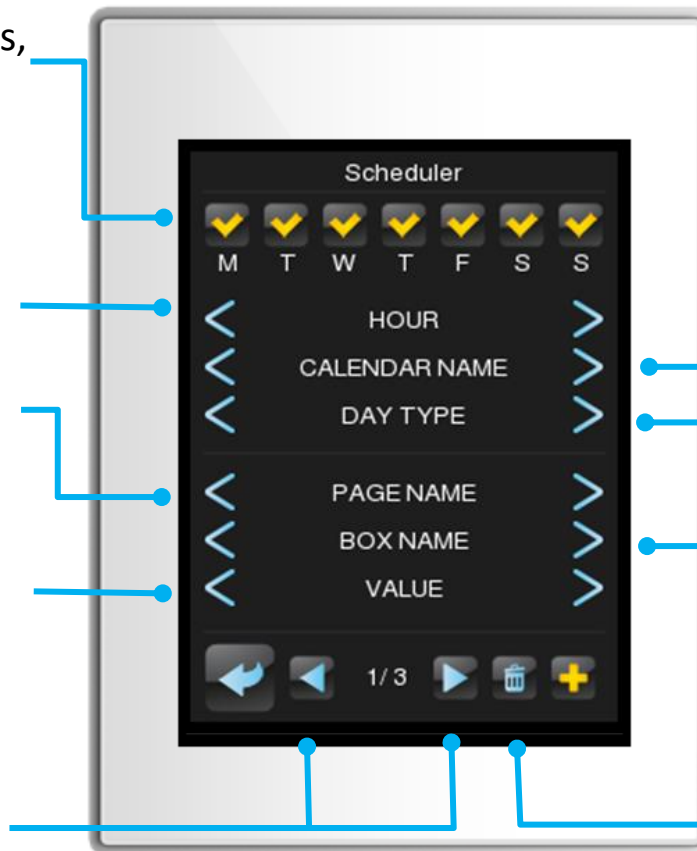 s,
Scheduler
M T W T F S S
HOUR
CALENDAR NAME
DAY TYPE
PAGE NAME
BOX NAME
VALUE
1/3